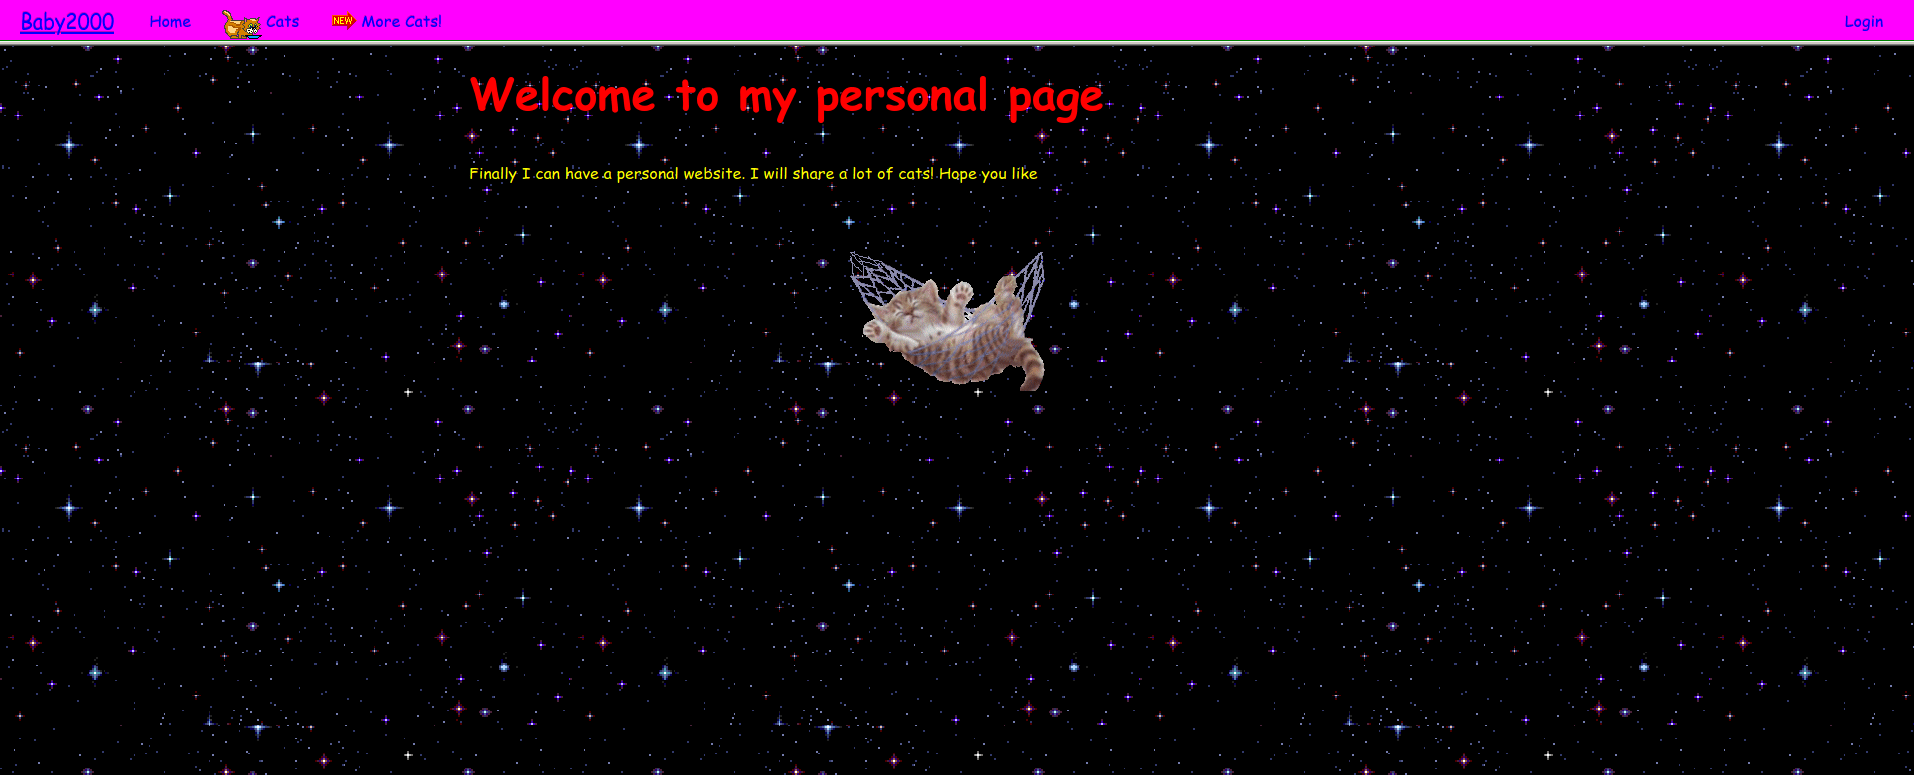 Baby2000 Home Cats NEW More Cats! Login
Welcome to my personal page
Finally I can have a personal website. I will share a lot of cats! Hope you like